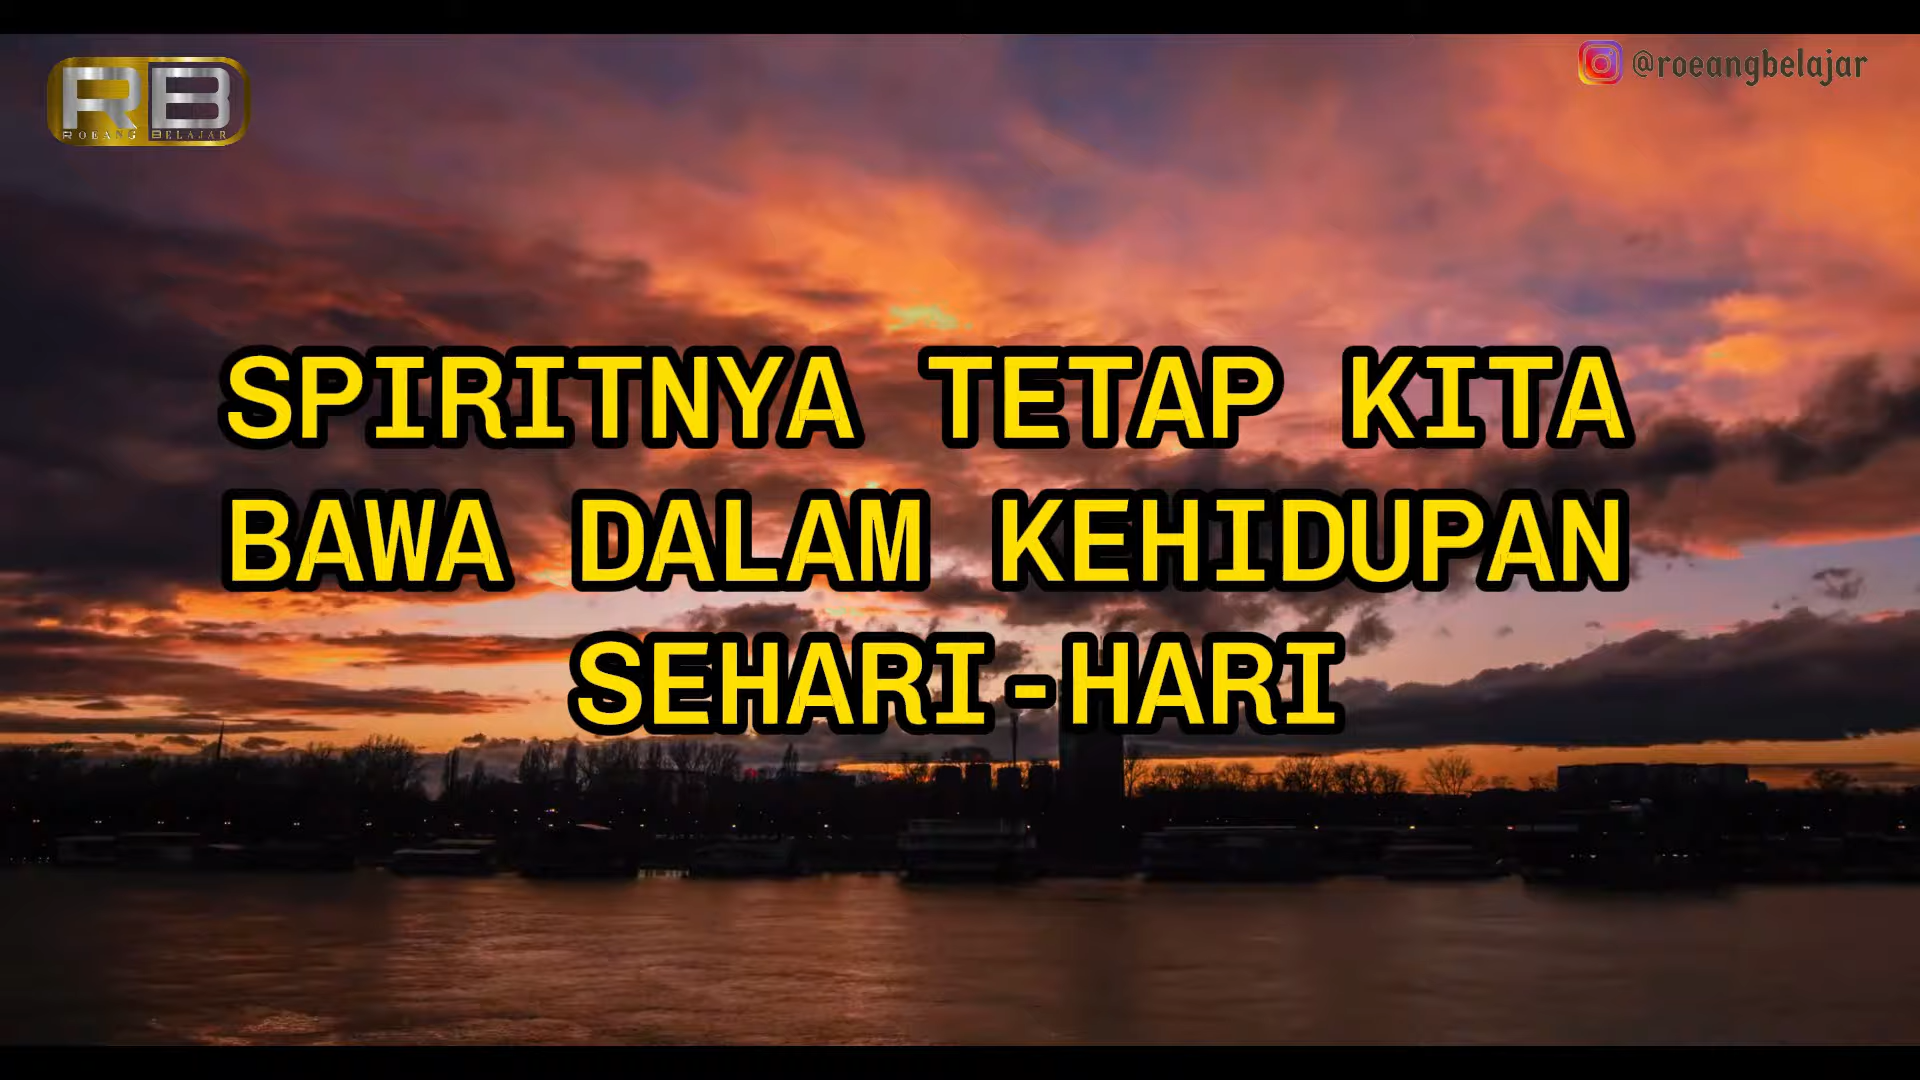 RB
ROEANG BELAJAR
@roeangbelajar
SPIRITNYA TETAP KITA
BAWA DALAM KEHIDUPAN
SEHARI-HARI